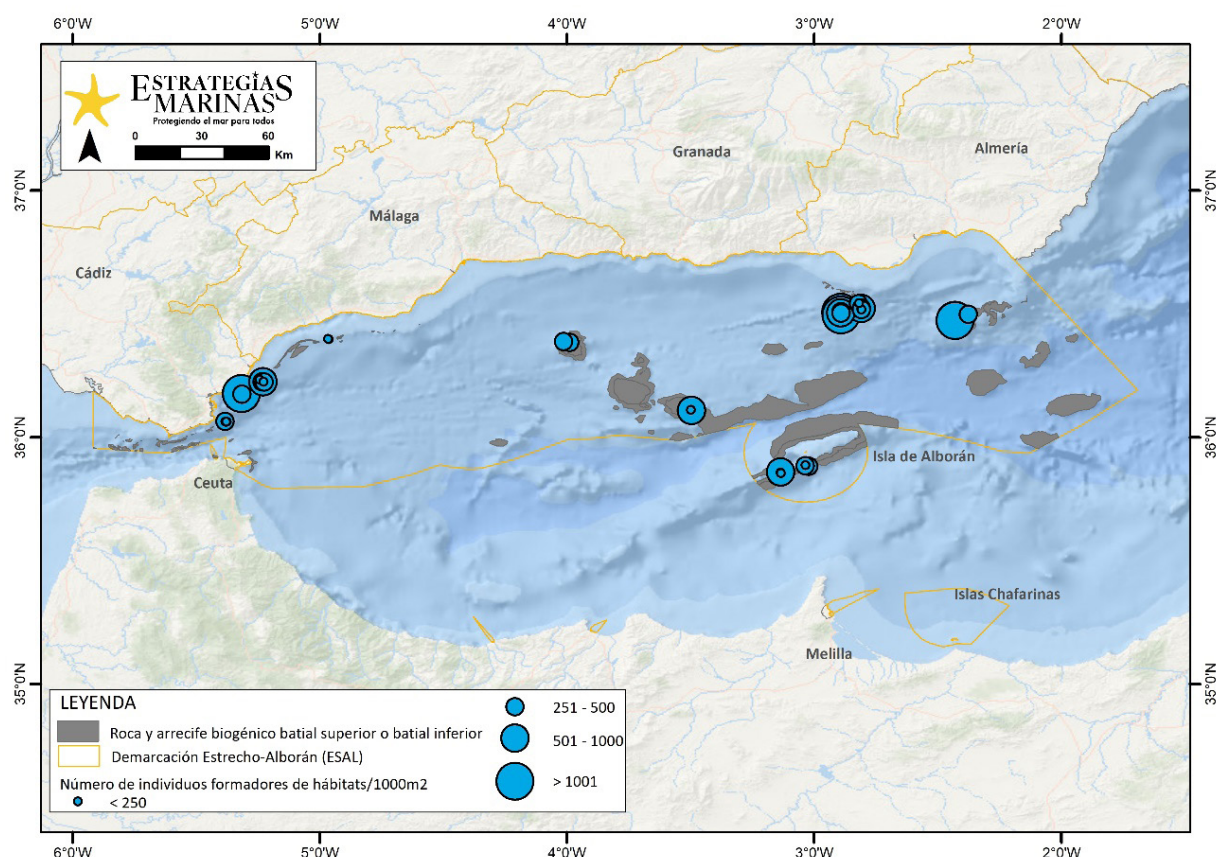 6°0'W 5°0'W 4°0'W 3°0'W 2°0'W
ESTRATEGIAS
MARINAS
Protegiendo el mar para todos
0 30 60
Km
Granada
Almería
37°0'N 37°0'N
Málaga
Cádiz
36°0'N 36°0'N
Isla de Alborán
Ceuta
Islas Chafarinas
Melilla
35°0'N 35°0'N
LEYENDA
Roca y arrecife biogénico batial superior o batial inferior
Demarcación Estrecho-Alborán (ESAL)
Número de individuos formadores de hábitats/1000m2
< 250
251 - 500
501 - 1000
> 1001
6°0'W 5°0'W 4°0'W 3°0'W 2°0'W